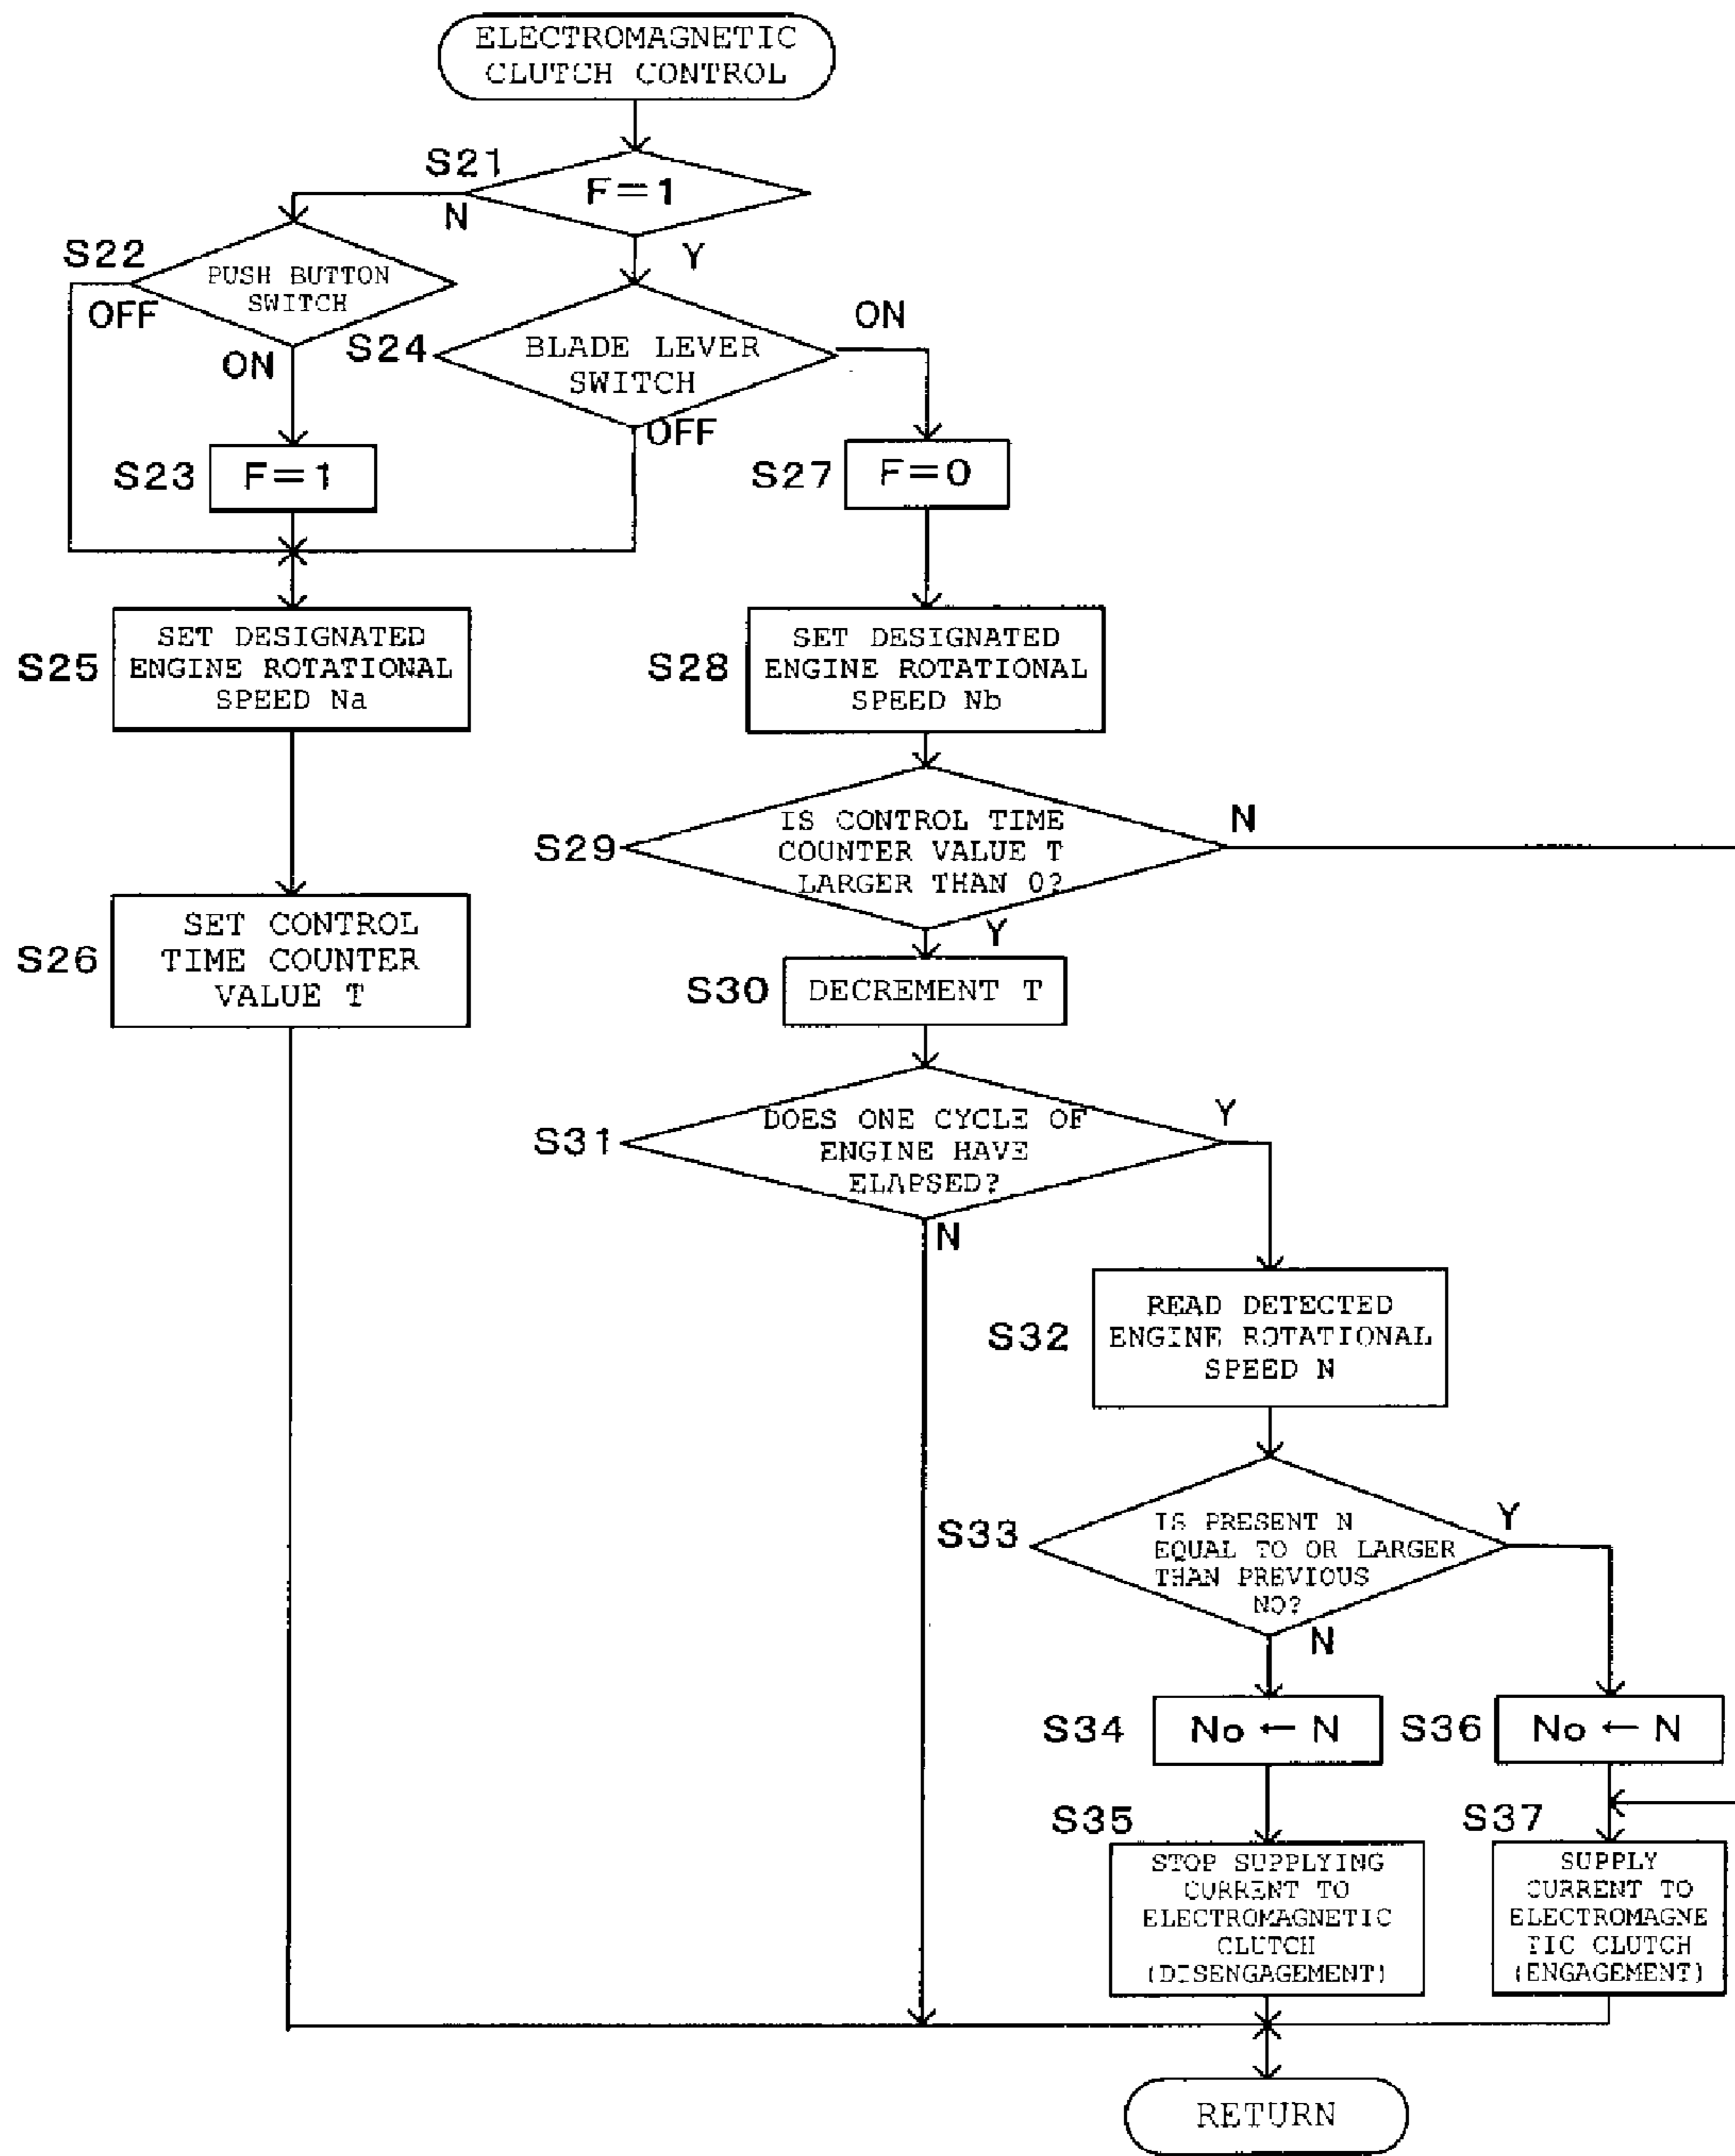 ELECTROMAGNETIC
CLUTCH CONTROL
S21
F=1
N
Y
S22
PUSH BUTTON
SWITCH
OFF
ON
S24
BLADE LEVER
SWITCH
ON
OFF
S23
F=1
S27
F=0
S25
SET DESIGNATED
ENGINE ROTATIONAL
SPEED Na
S28
SET DESIGNATED
ENGINE ROTATIONAL
SPEED Nb
S29
IS CONTROL TIME
COUNTER VALUE T
LARGER THAN 0?
N
Y
S26
SET CONTROL
TIME COUNTER
VALUE T
S30
DECREMENT T
S31
DOES ONE CYCLE OF
ENGINE HAVE
ELAPSED?
Y
N
S32
READ DETECTED
ENGINE ROTATIONAL
SPEED N
S33
IS PRESENT N
EQUAL TO OR LARGER
THAN PREVIOUS
NO?
Y
N
S34
No ← N
S36
No ← N
S35
STOP SUPPLYING
CURRENT TO
ELECTROMAGNETIC
CLUTCH
(DISENGAGEMENT)
S37
SUPPLY
CURRENT TO
ELECTROMAGNE
TIC CLUTCH
(ENGAGEMENT)
RETURN